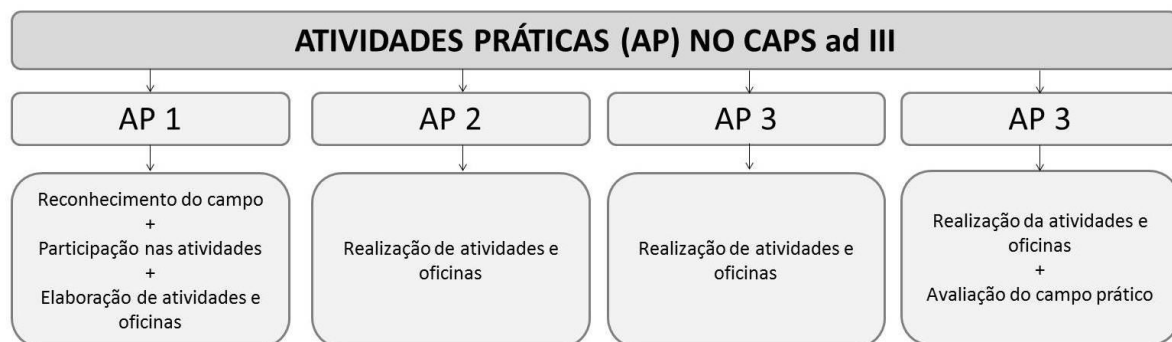 ATIVIDADES PRÁTICAS (AP) NO CAPS ad III
AP 1
AP 2
AP 3
AP 3
Reconhecimento do campo
+
Participação nas atividades
+
Elaboração de atividades e
oficinas
Realização de atividades e
oficinas
Realização de atividades e
oficinas
Realização da atividades e
oficinas
+
Avaliação do campo prático